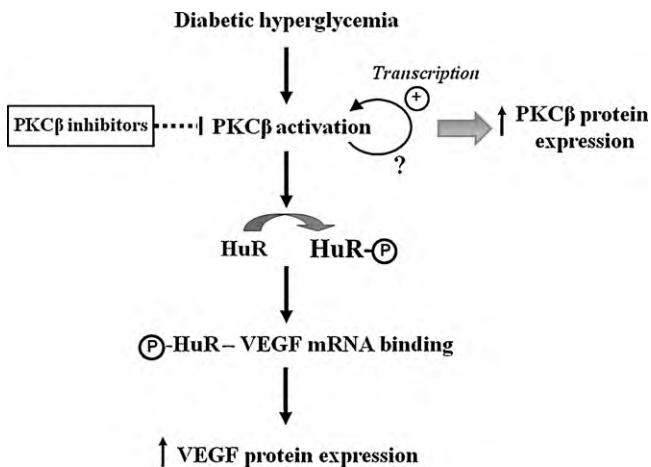 Diabetic hyperglycemia
Transcription
+
PKCβ inhibitors
PKCβ activation
?
PKCβ protein
expression
HuR
HuR-P
P-HuR – VEGF mRNA binding
VEGF protein expression